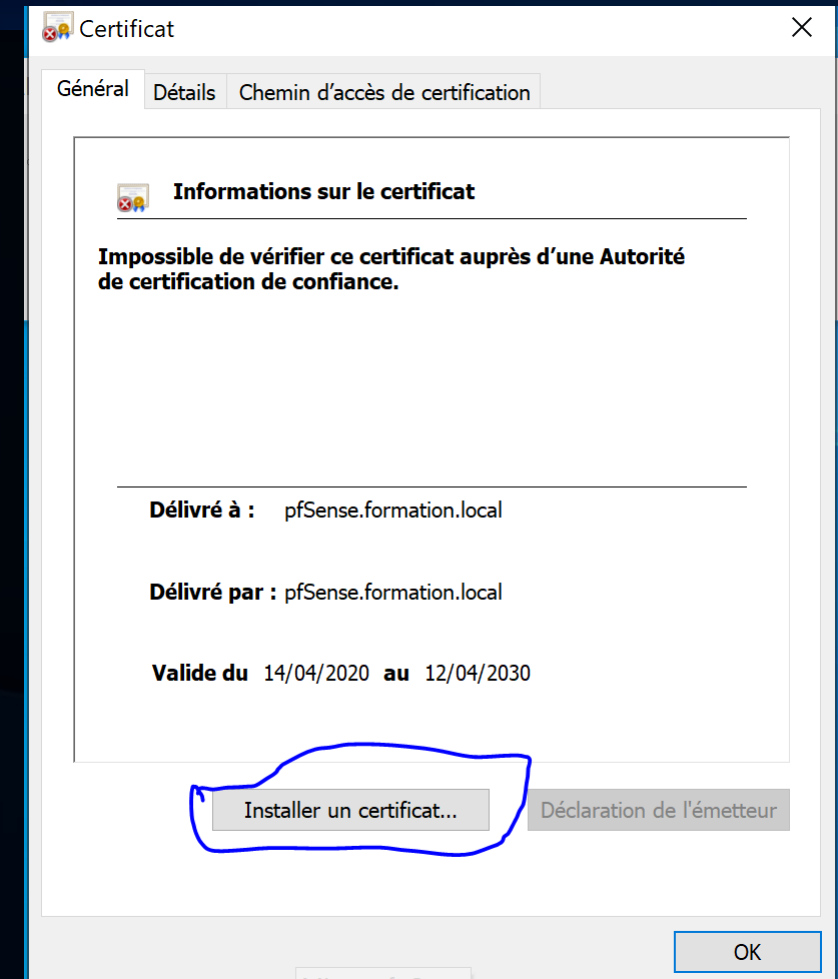 Certificat
Général
Détails
Chemin d’accès de certification
Informations sur le certificat
Impossible de vérifier ce certificat auprès d’une Autorité
de certification de confiance.
Délivré à : pfSense.formation.local
Délivré par : pfSense.formation.local
Valide du 14/04/2020 au 12/04/2030
Installer un certificat...
Déclaration de l'émetteur
OK